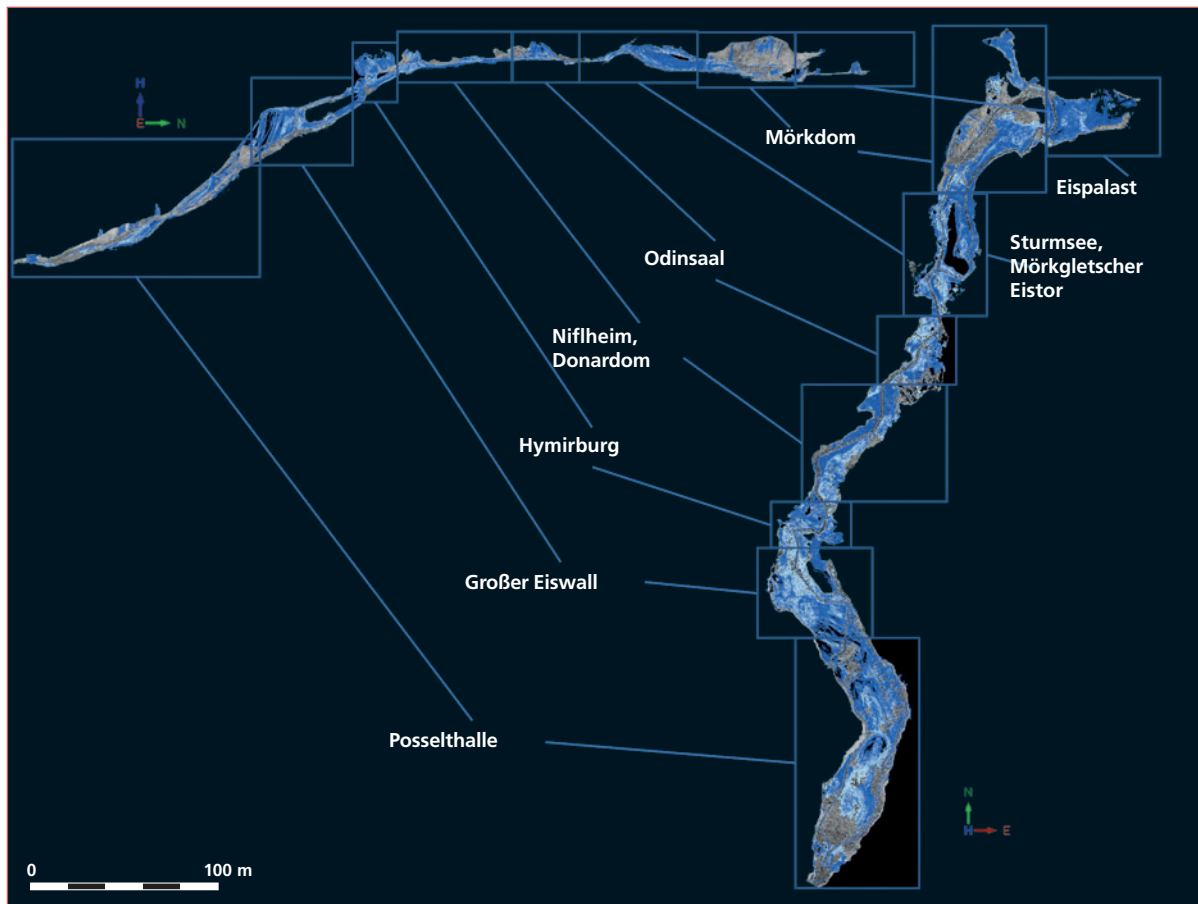 H
E
N
Mörkdom
Eispalast
Sturmsee,
Mörkgletscher
Eistor
Odinsaal
Niflheim,
Donardom
Hymirburg
Großer Eiswall
Posselthalle
N
H
E
0
100 m